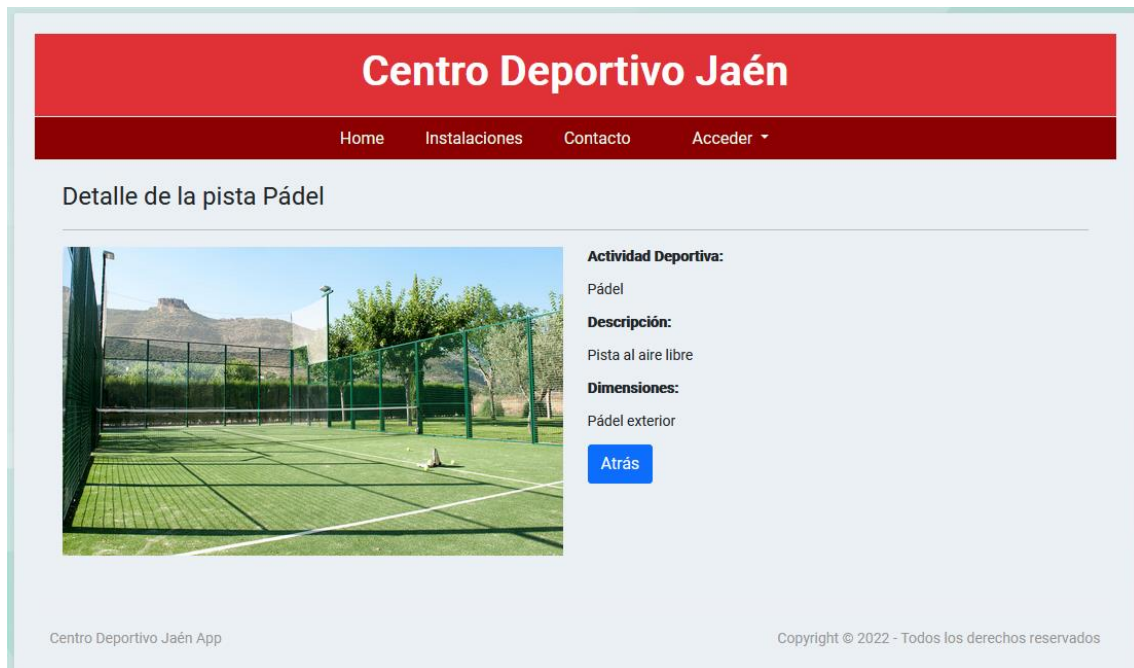 Centro Deportivo Jaén
Home Instalaciones Contacto Acceder
Detalle de la pista Pádel
Actividad Deportiva:
Pádel
Descripción:
Pista al aire libre
Dimensiones:
Pádel exterior
Atrás
Centro Deportivo Jaén App Copyright © 2022 - Todos los derechos reservados